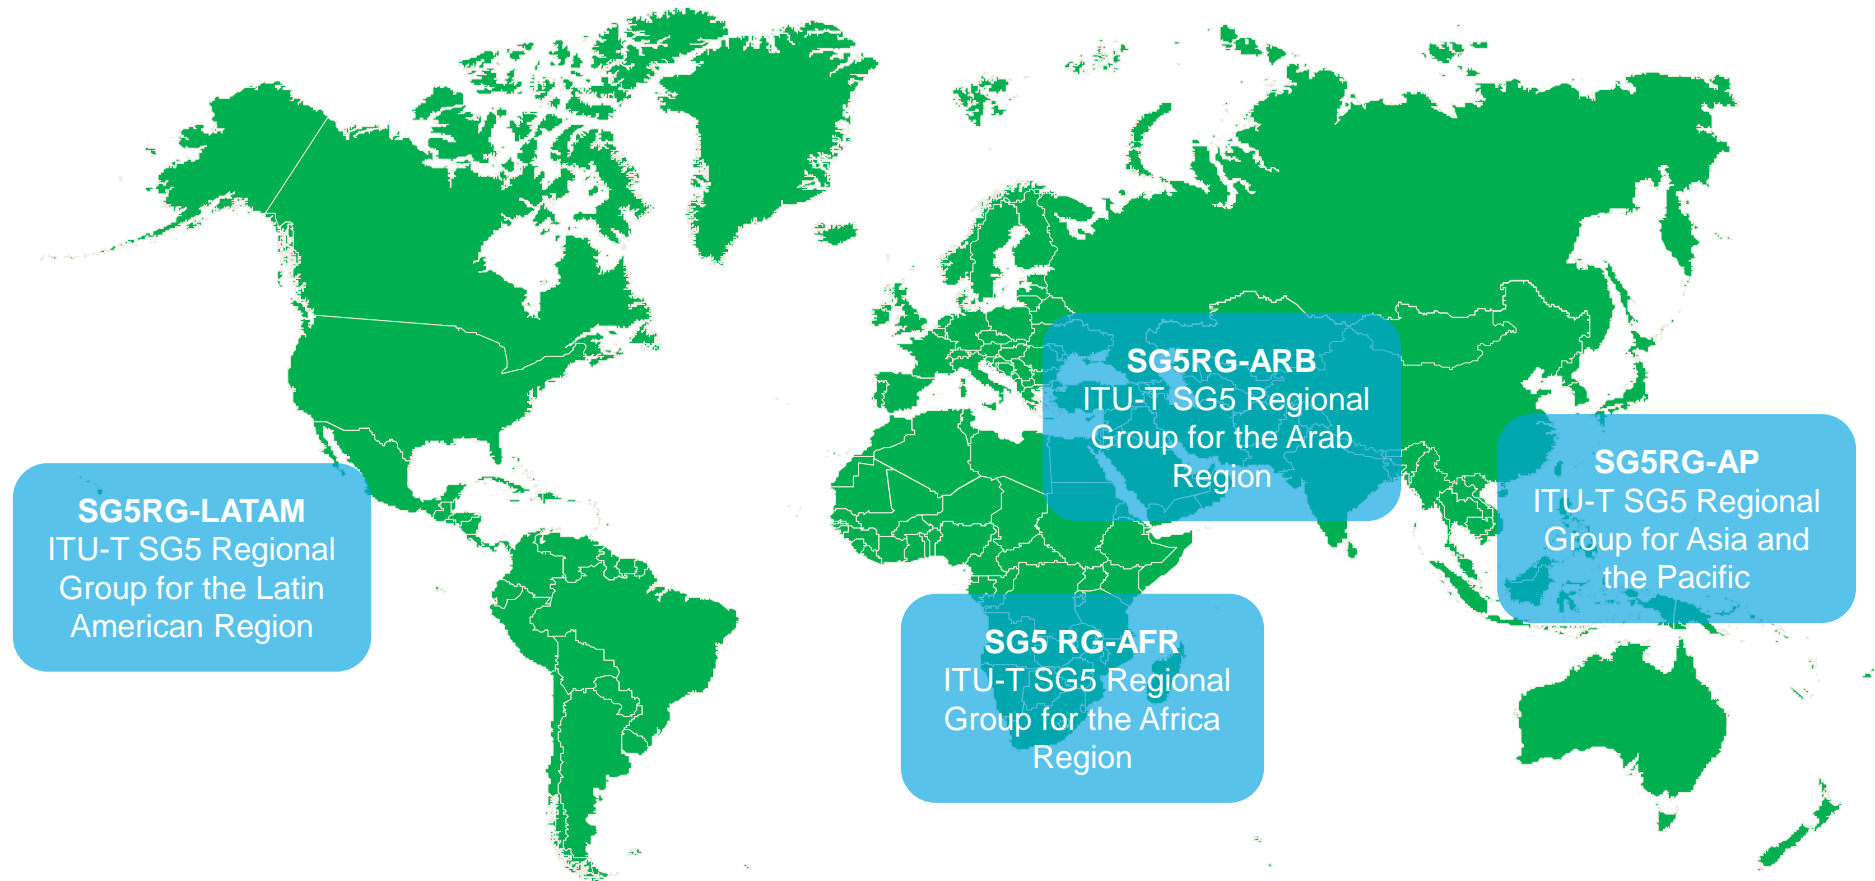 SG5RG-ARB
ITU-T SG5 Regional
Group for the Arab
Region
SG5RG-AP
ITU-T SG5 Regional
Group for Asia and
the Pacific
SG5RG-LATAM
ITU-T SG5 Regional
Group for the Latin
American Region
SG5 RG-AFR
ITU-T SG5 Regional
Group for the Africa
Region